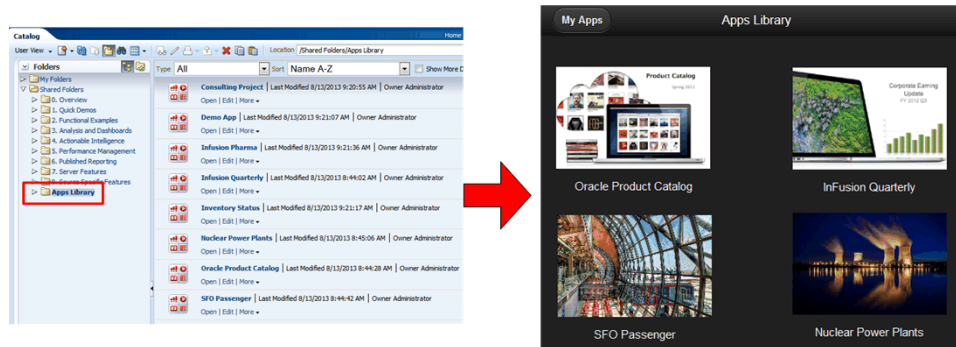 Catalog
Home
User View
Location /Shared Folders/Apps Library
Folders
Type All Sort Name A-Z Show More D
My Folders
Shared Folders
0. Overview
1. Quick Demos
2. Functional Examples
3. Analysis and Dashboards
4. Actionable Intelligence
5. Performance Management
6. Published Reporting
7. Server Features
Source Specific Features
Apps Library
Consulting Project | Last Modified 8/13/2013 9:20:55 AM | Owner Administrator
Open | Edit | More
Demo App | Last Modified 8/13/2013 9:21:07 AM | Owner Administrator
Open | Edit | More
Infusion Pharma | Last Modified 8/13/2013 9:21:36 AM | Owner Administrator
Open | Edit | More
Infusion Quarterly | Last Modified 8/13/2013 8:44:02 AM | Owner Administrator
Open | Edit | More
Inventory Status | Last Modified 8/13/2013 9:21:17 AM | Owner Administrator
Open | Edit | More
Nuclear Power Plants | Last Modified 8/13/2013 8:45:06 AM | Owner Administrator
Open | Edit | More
Oracle Product Catalog | Last Modified 8/13/2013 8:44:28 AM | Owner Administrator
Open | Edit | More
SFO Passenger | Last Modified 8/13/2013 8:44:42 AM | Owner Administrator
Open | Edit | More
My Apps
Apps Library
Product Catalog
Spring 2013
Corporate Earning
Update
FY 2012 Q3
Oracle Product Catalog
InFusion Quarterly
SFO Passenger
Nuclear Power Plants